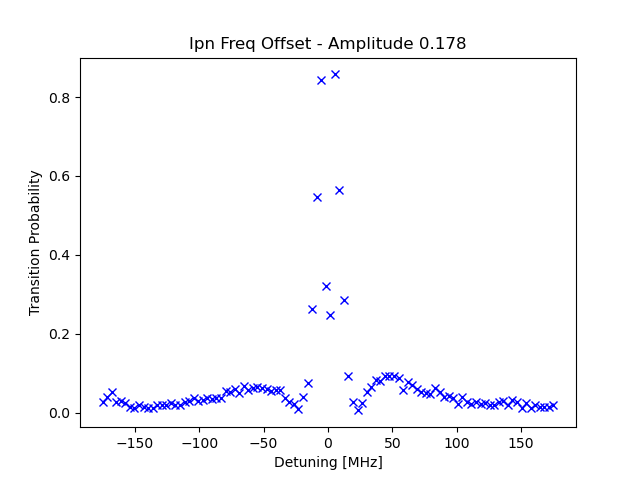 Ipn Freq Offset - Amplitude 0.178
Transition Probability
0.8
0.6
0.4
0.2
0.0
−150 −100 −50 0 50 100 150
Detuning [MHz]